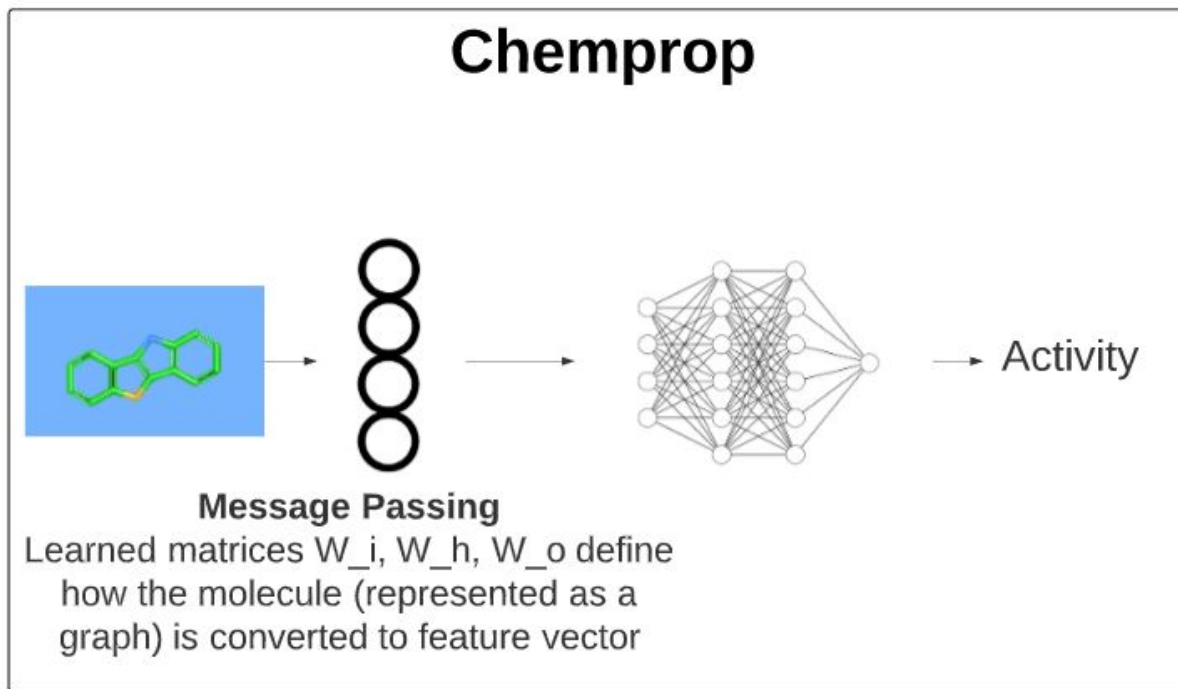 Chemprop
Activity
Message Passing
Learned matrices W_i, W_h, W_o define
how the molecule (represented as a
graph) is converted to feature vector